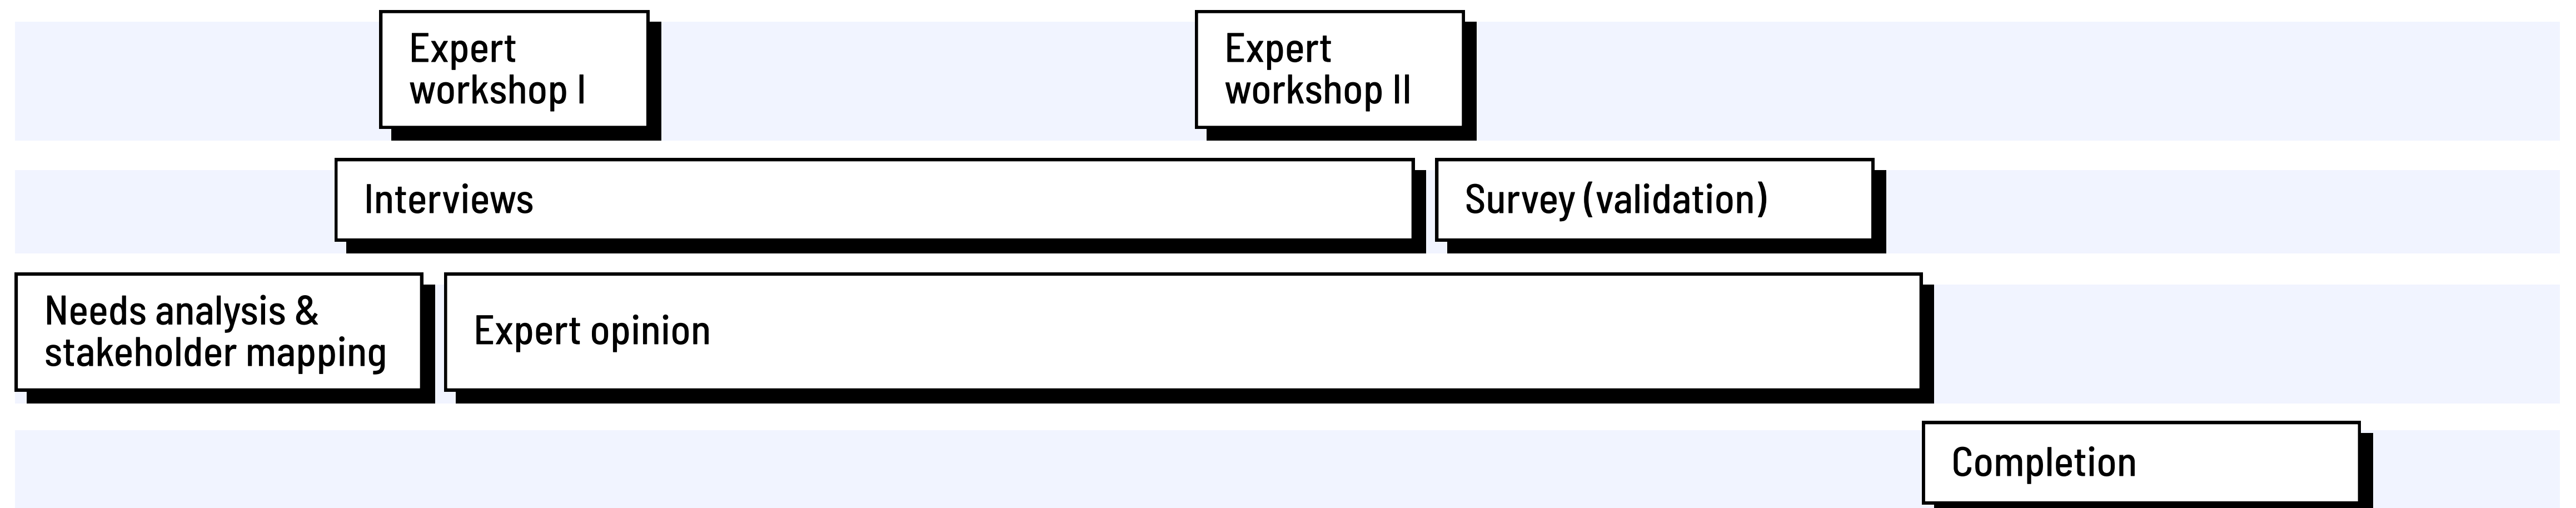 Expert
workshop I
Expert
workshop II
Interviews
Survey (validation)
Needs analysis &
stakeholder mapping
Expert opinion
Completion